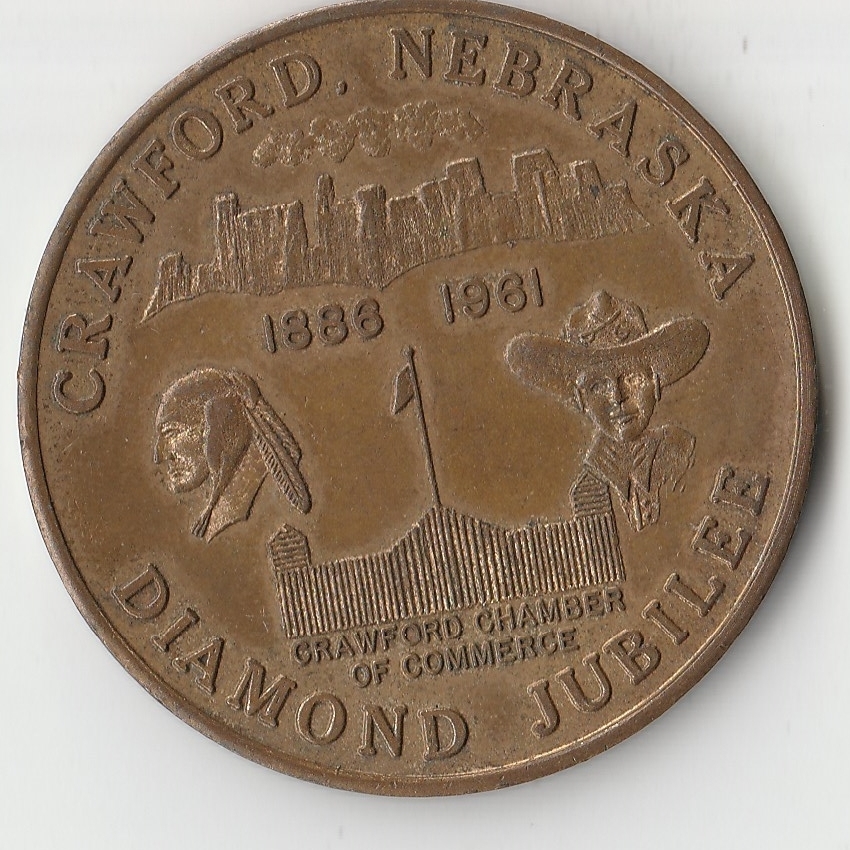 CRAWFORD, NEBRASKA
1886 1961
CRAWFORD CHAMBER
OF COMMERCE
DIAMOND JUBILEE